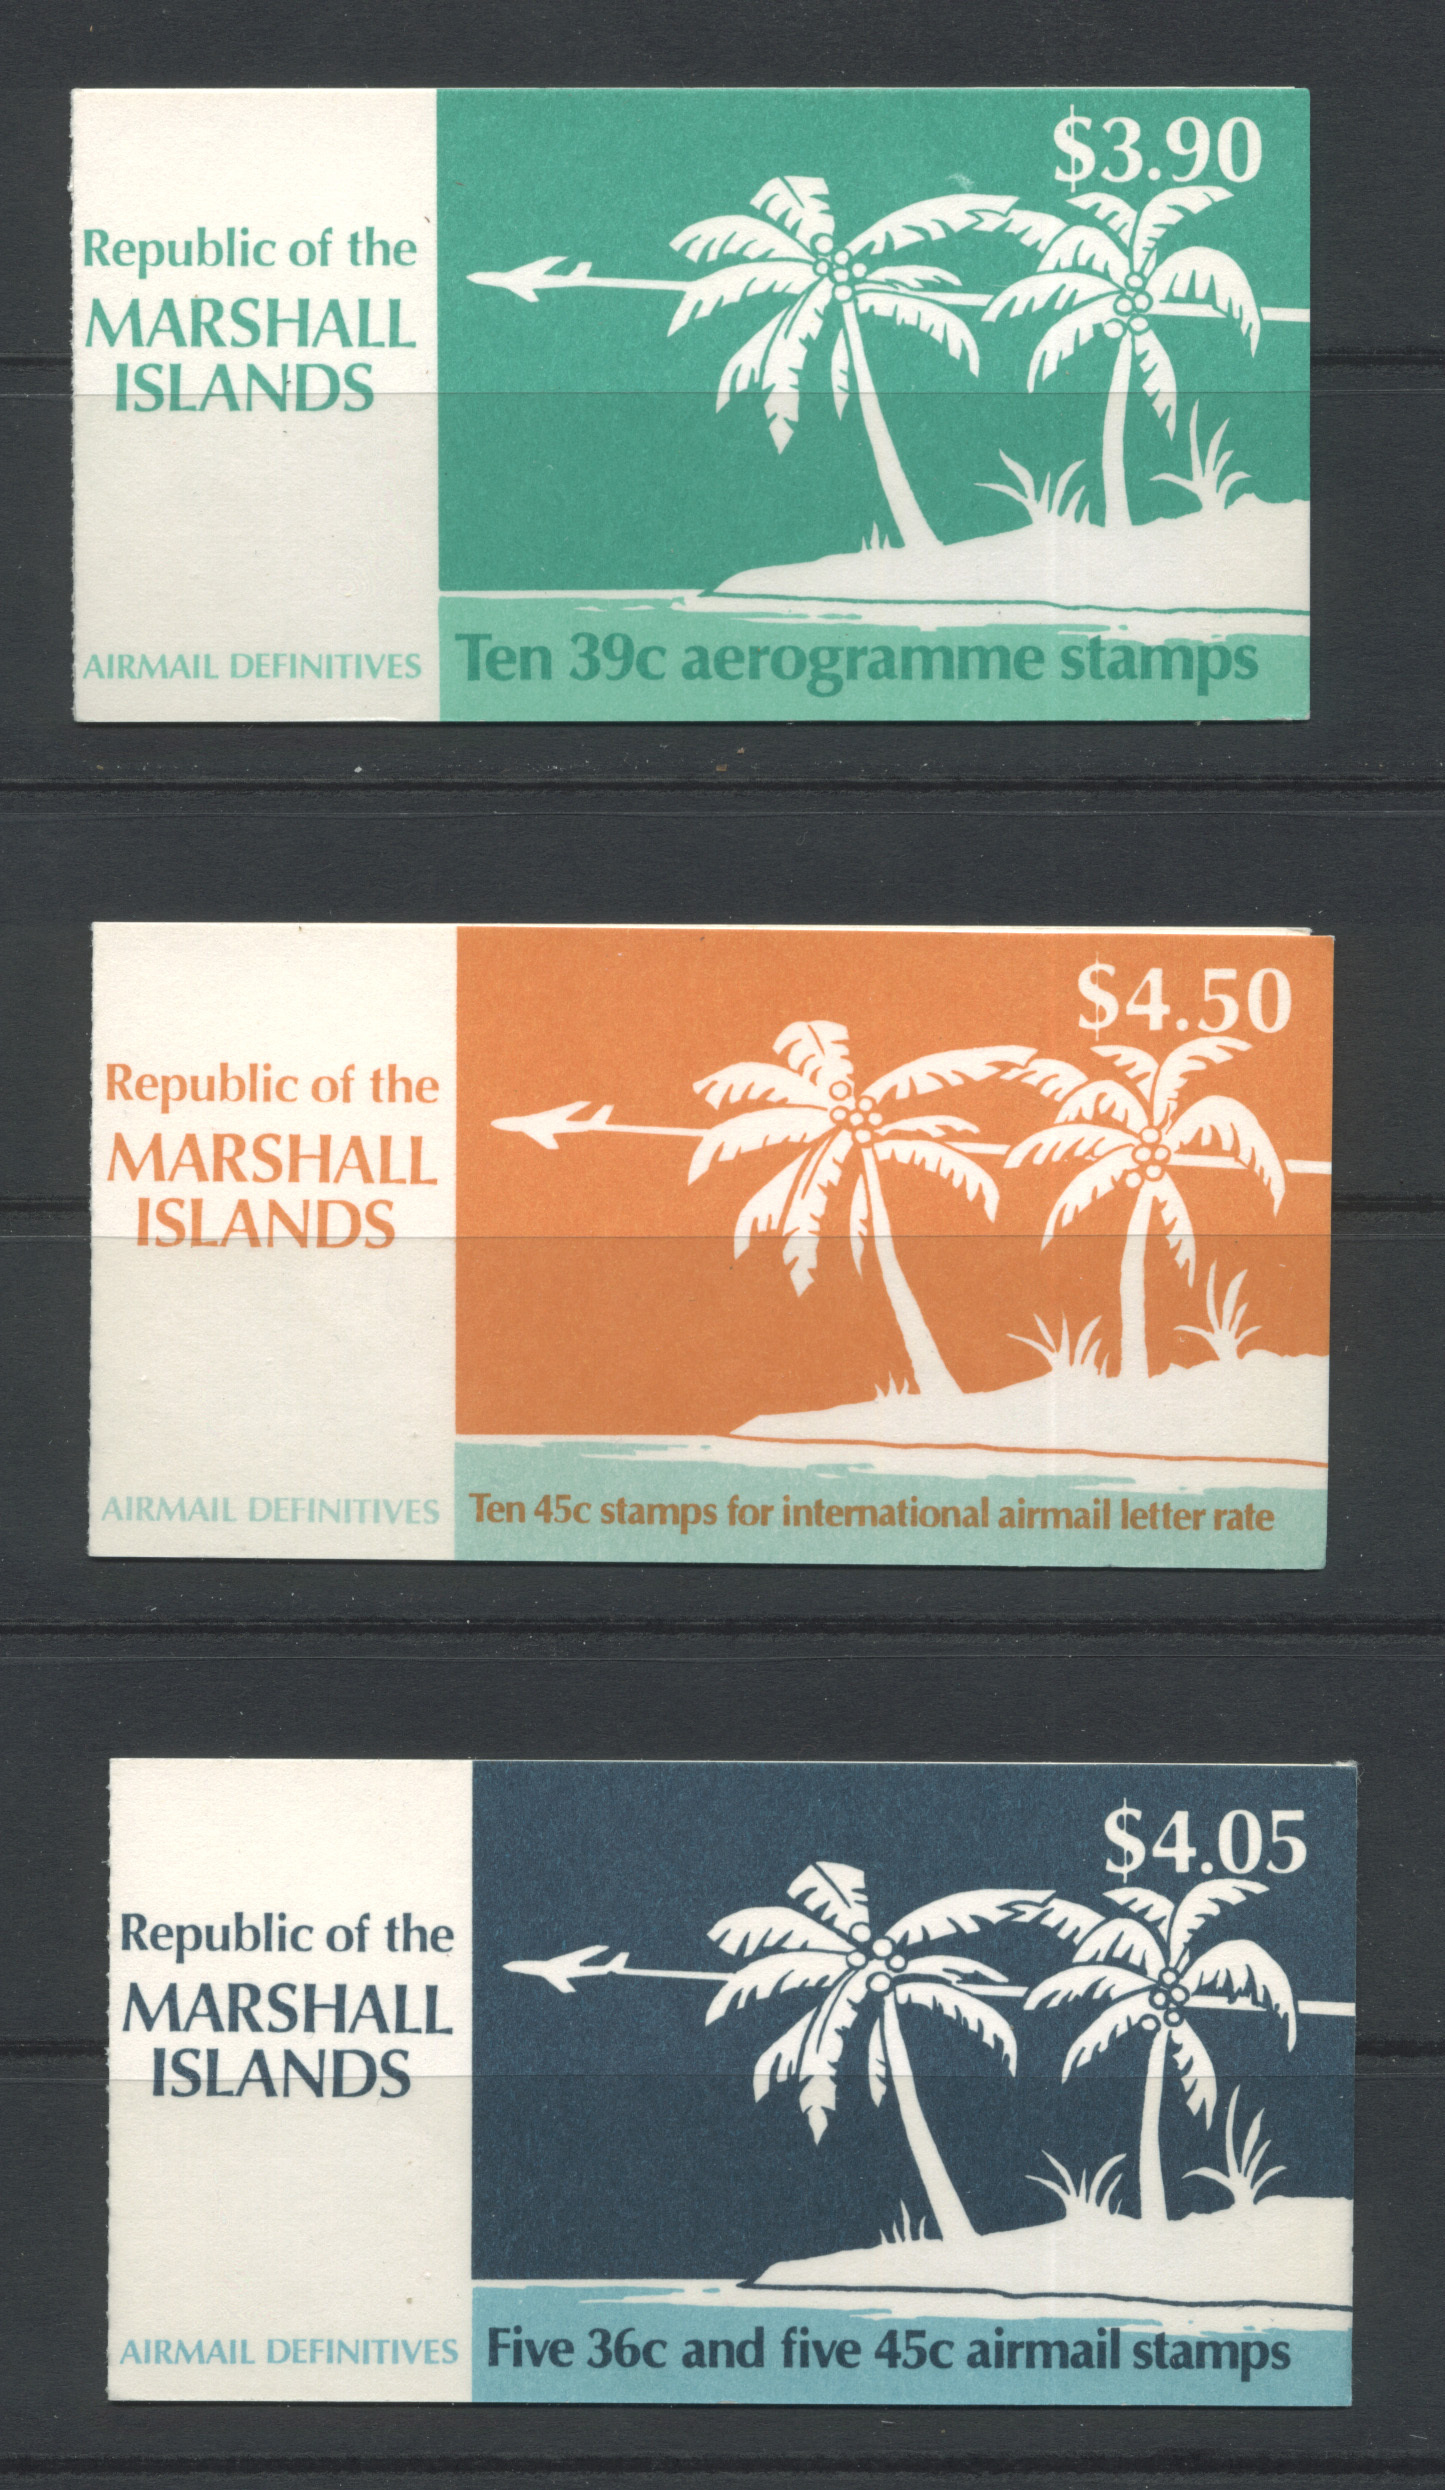 $3.90
Republic of the
MARSHALL
ISLANDS
AIRMAIL DEFINITIVES
Ten 39c aerogramme stamps
$4.50
Republic of the
MARSHALL
ISLANDS
AIRMAIL DEFINITIVES
Ten 45c stamps for international airmail letter rate
$4.05
Republic of the
MARSHALL
ISLANDS
AIRMAIL DEFINITIVES
Five 36c and five 45c airmail stamps